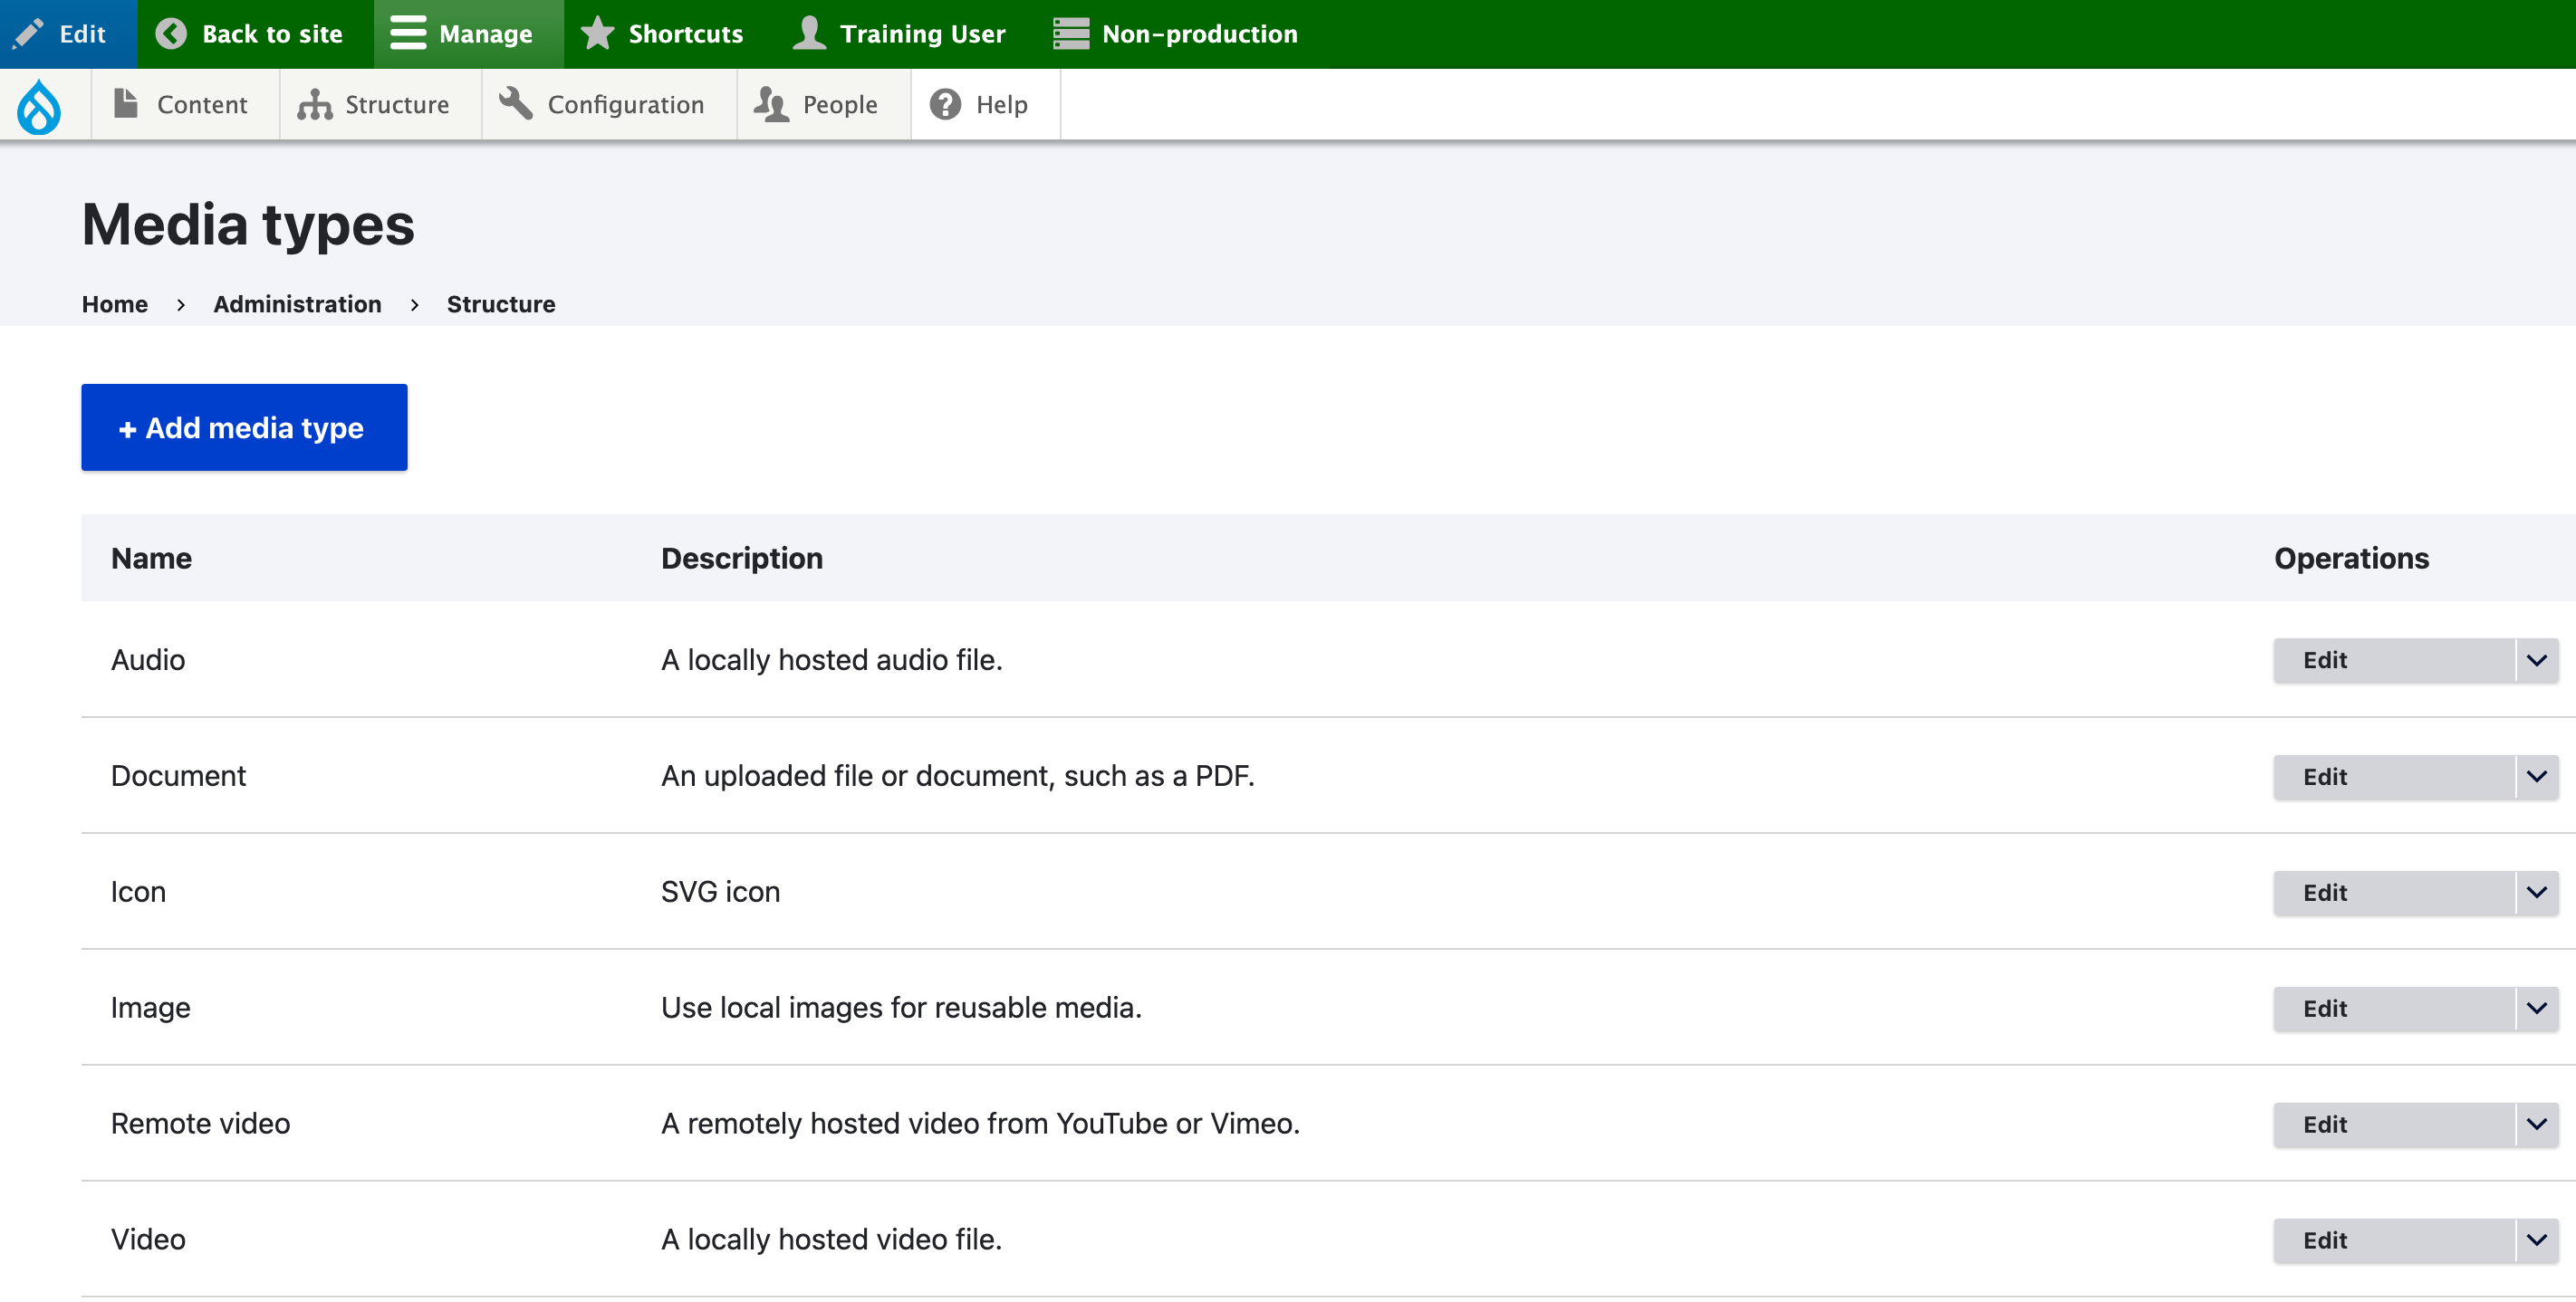 Edit Back to site Manage Shortcuts Training User Non-production
Content Structure Configuration People Help
Media types
Home › Administration › Structure
+ Add media type
Name Description Operations
Audio A locally hosted audio file. Edit
Document An uploaded file or document, such as a PDF. Edit
Icon SVG icon Edit
Image Use local images for reusable media. Edit
Remote video A remotely hosted video from YouTube or Vimeo. Edit
Video A locally hosted video file. Edit